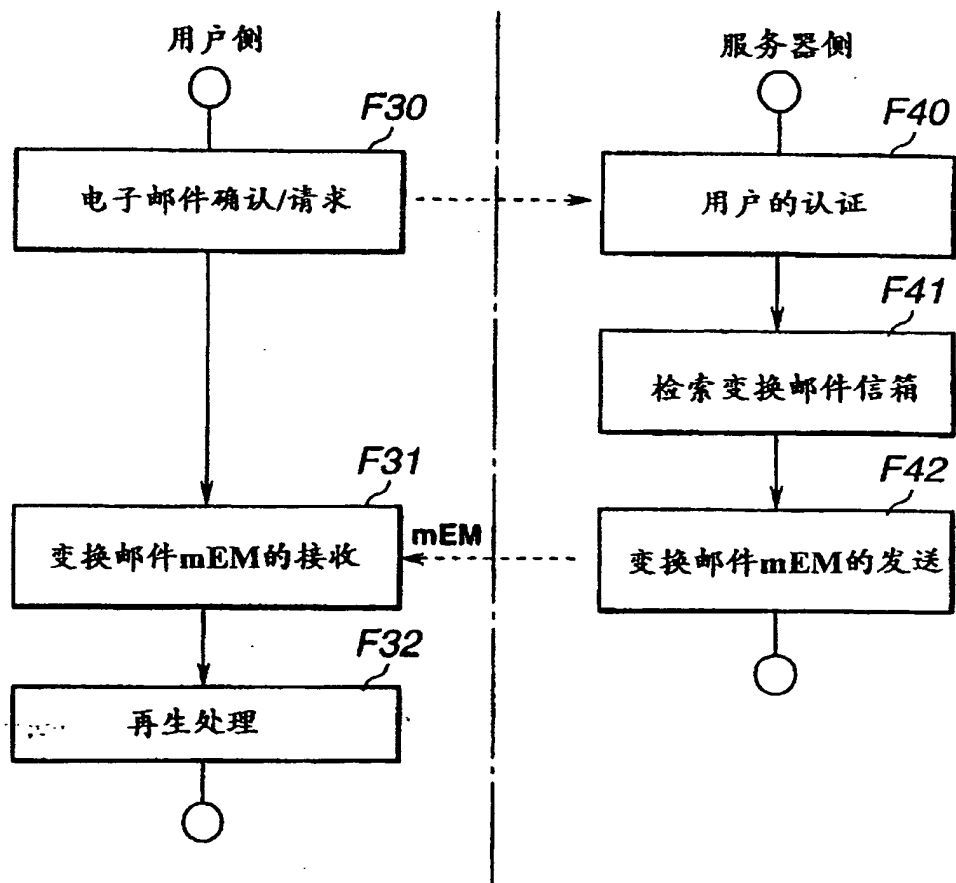 用户侧
服务器侧
F30
电子邮件确认/请求
F40
用户的认证
F41
检索变换邮件信箱
F31
变换邮件mEM的接收
mEM
F42
变换邮件mEM的发送
F32
再生处理